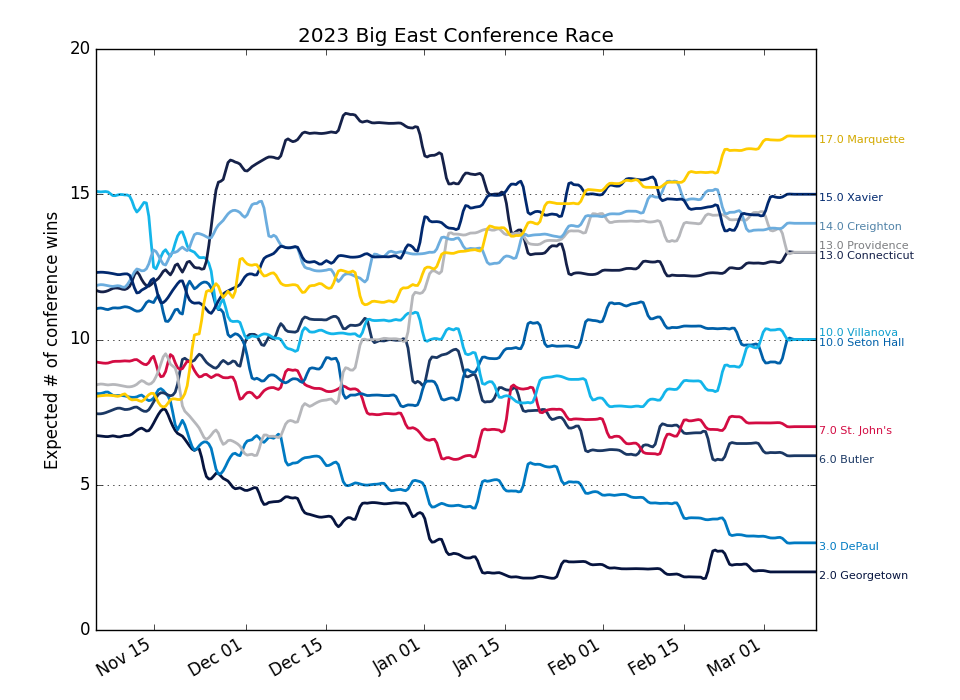 2023 Big East Conference Race
Expected # of conference wins
20
15
10
5
0
17.0 Marquette
15.0 Xavier
14.0 Creighton
13.0 Providence
13.0 Connecticut
10.0 Villanova
10.0 Seton Hall
7.0 St. John's
6.0 Butler
3.0 DePaul
2.0 Georgetown
Nov 15
Dec 01
Dec 15
Jan 01
Jan 15
Feb 01
Feb 15
Mar 01